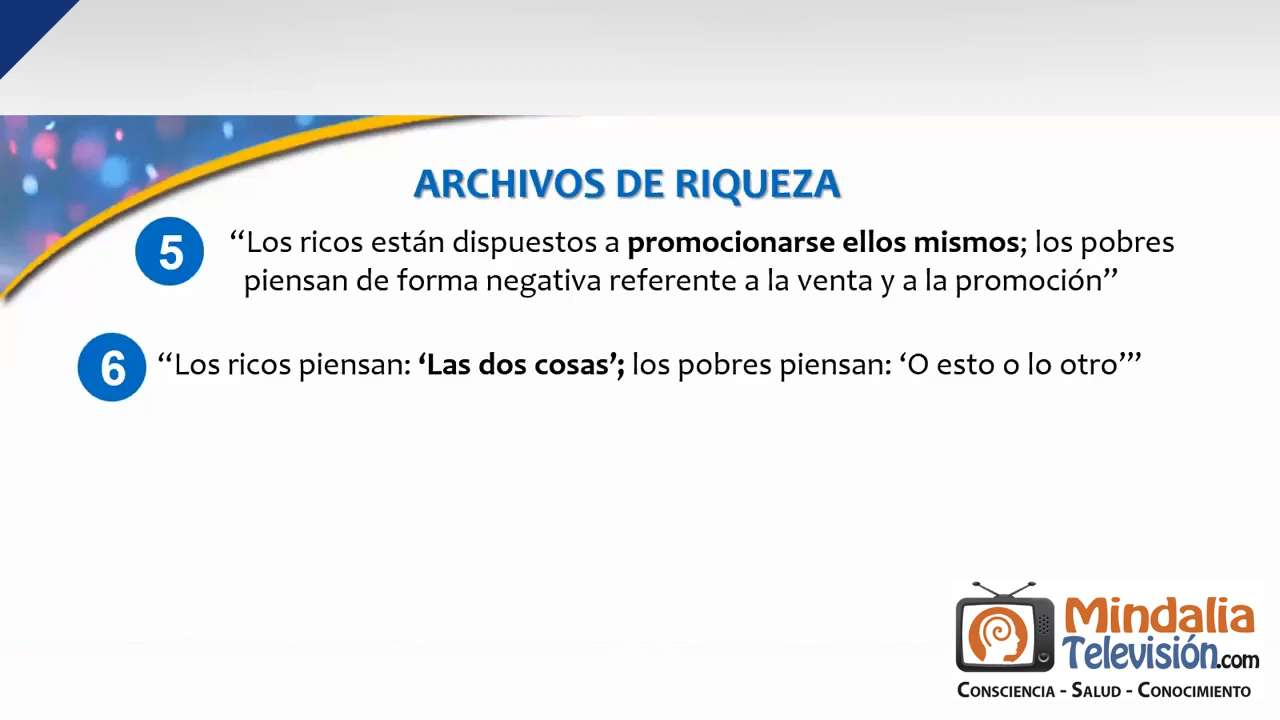 ARCHIVOS DE RIQUEZA
5 “Los ricos están dispuestos a promocionarse ellos mismos; los pobres
piensan de forma negativa referente a la venta y a la promoción”
6 “Los ricos piensan: ‘Las dos cosas’; los pobres piensan: ‘O esto o lo otro’”
Mindalia
Televisión.com
CONSCIENCIA - SALUD - CONOCIMIENTO